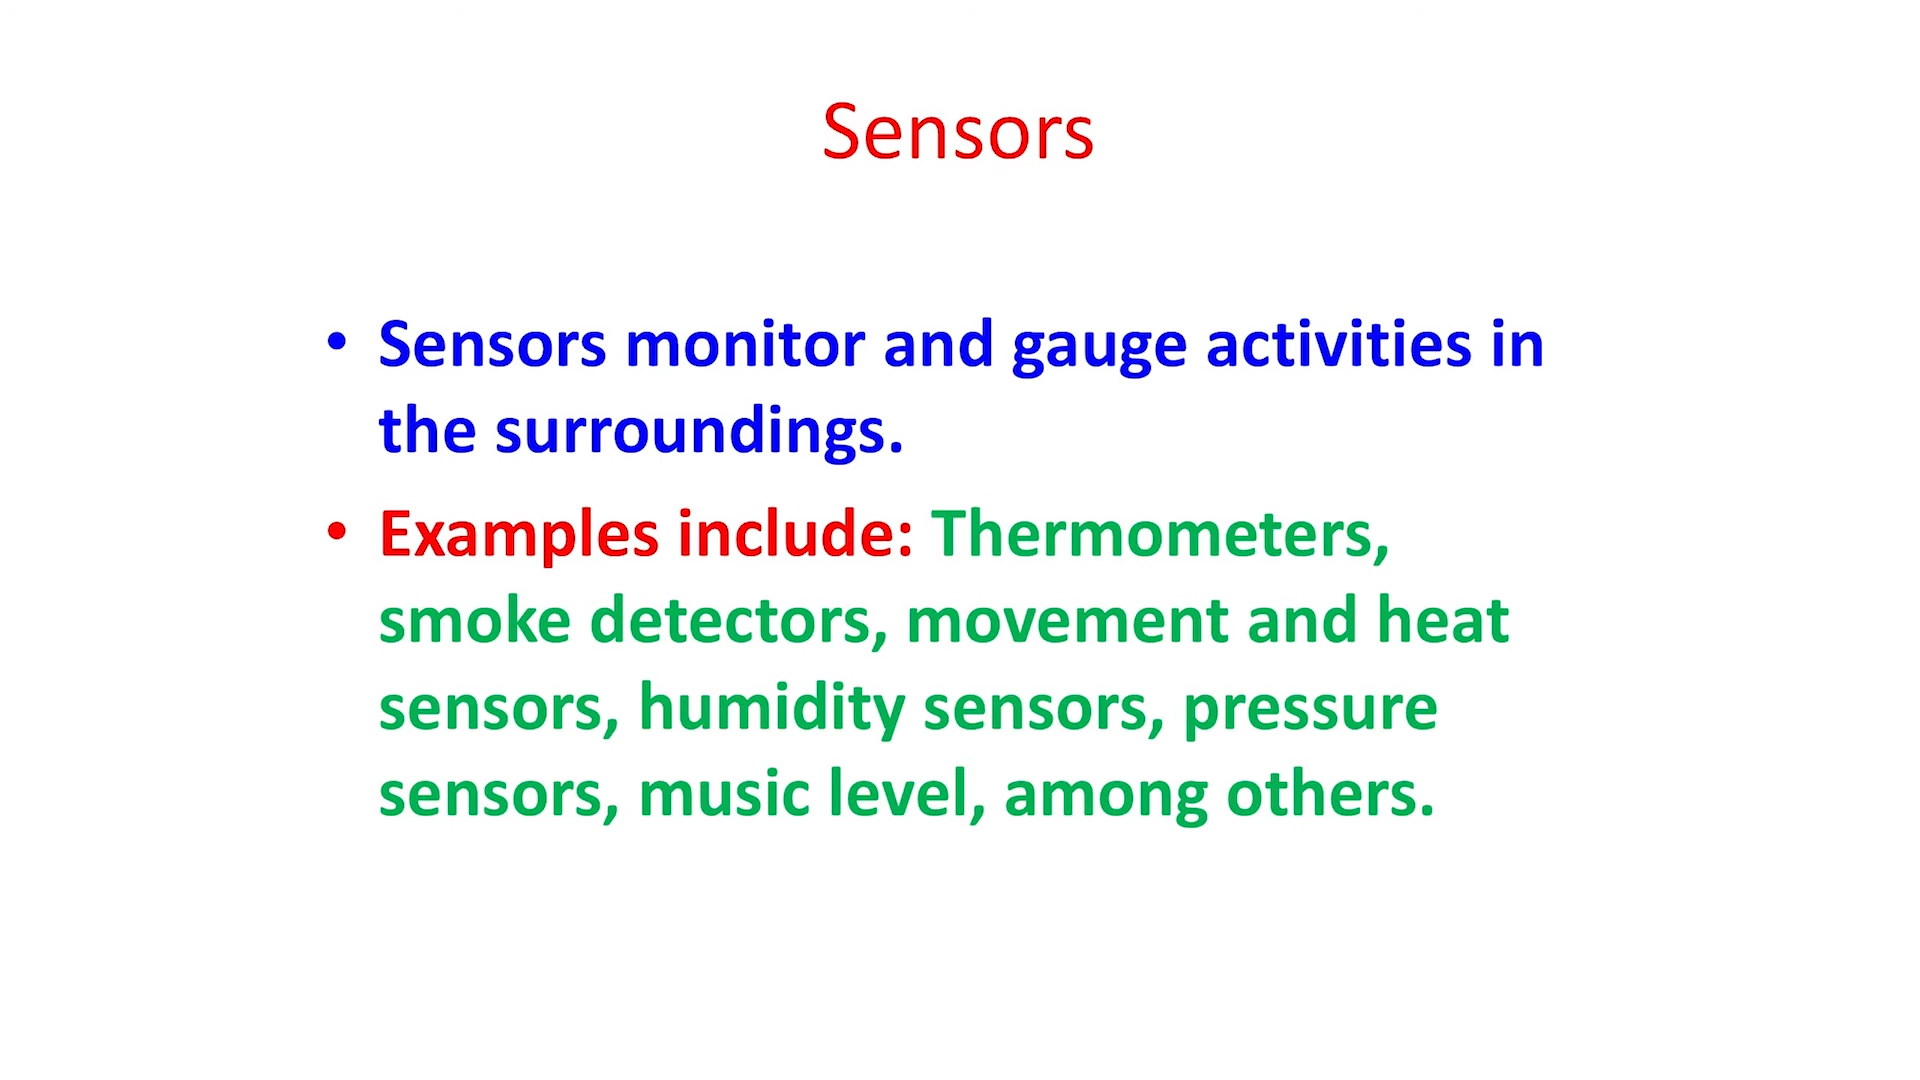 Sensors
• Sensors monitor and gauge activities in
the surroundings.
• Examples include: Thermometers,
smoke detectors, movement and heat
sensors, humidity sensors, pressure
sensors, music level, among others.